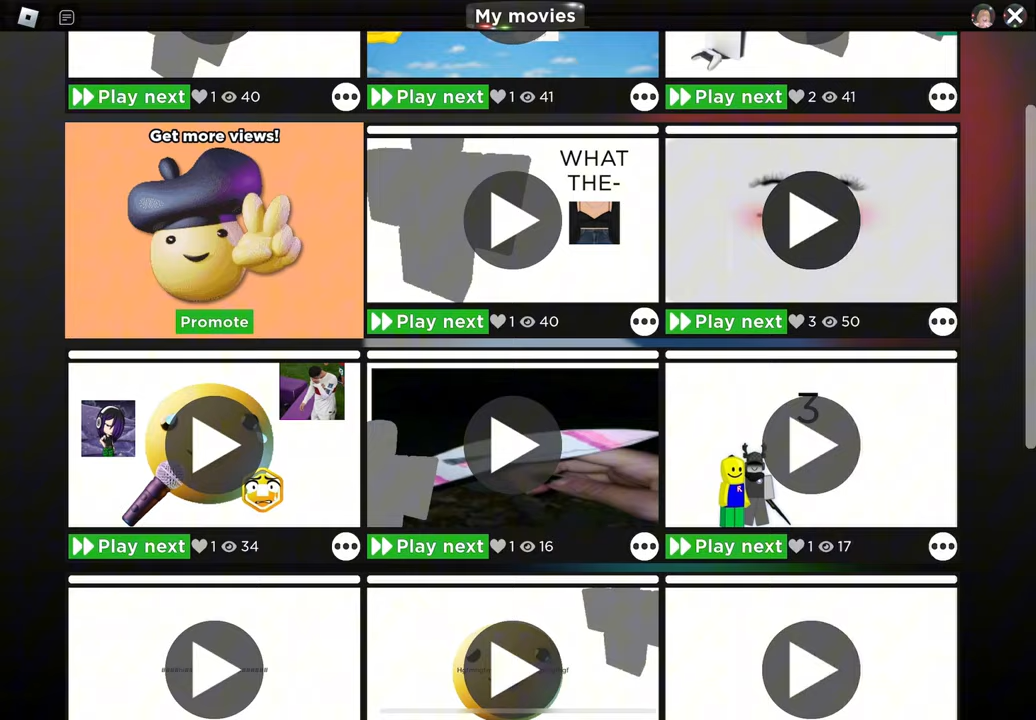 My movies
Play next 1 40
Play next 1 41
Play next 2 41
Get more views!
Promote
WHAT
THE-
Play next 1 40
Play next 3 50
3
R
Play next 1 34
Play next 1 16
Play next 1 17